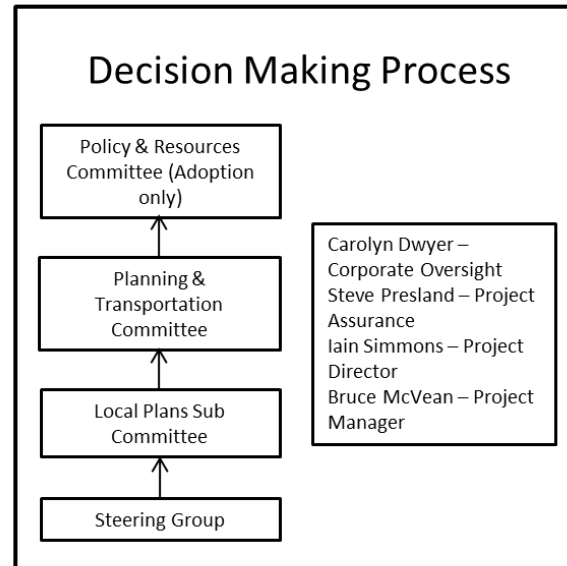 Decision Making Process
Policy & Resources
Committee (Adoption
only)
Planning &
Transportation
Committee
Local Plans Sub
Committee
Steering Group
Carolyn Dwyer –
Corporate Oversight
Steve Presland – Project
Assurance
Iain Simmons – Project
Director
Bruce McVean – Project
Manager